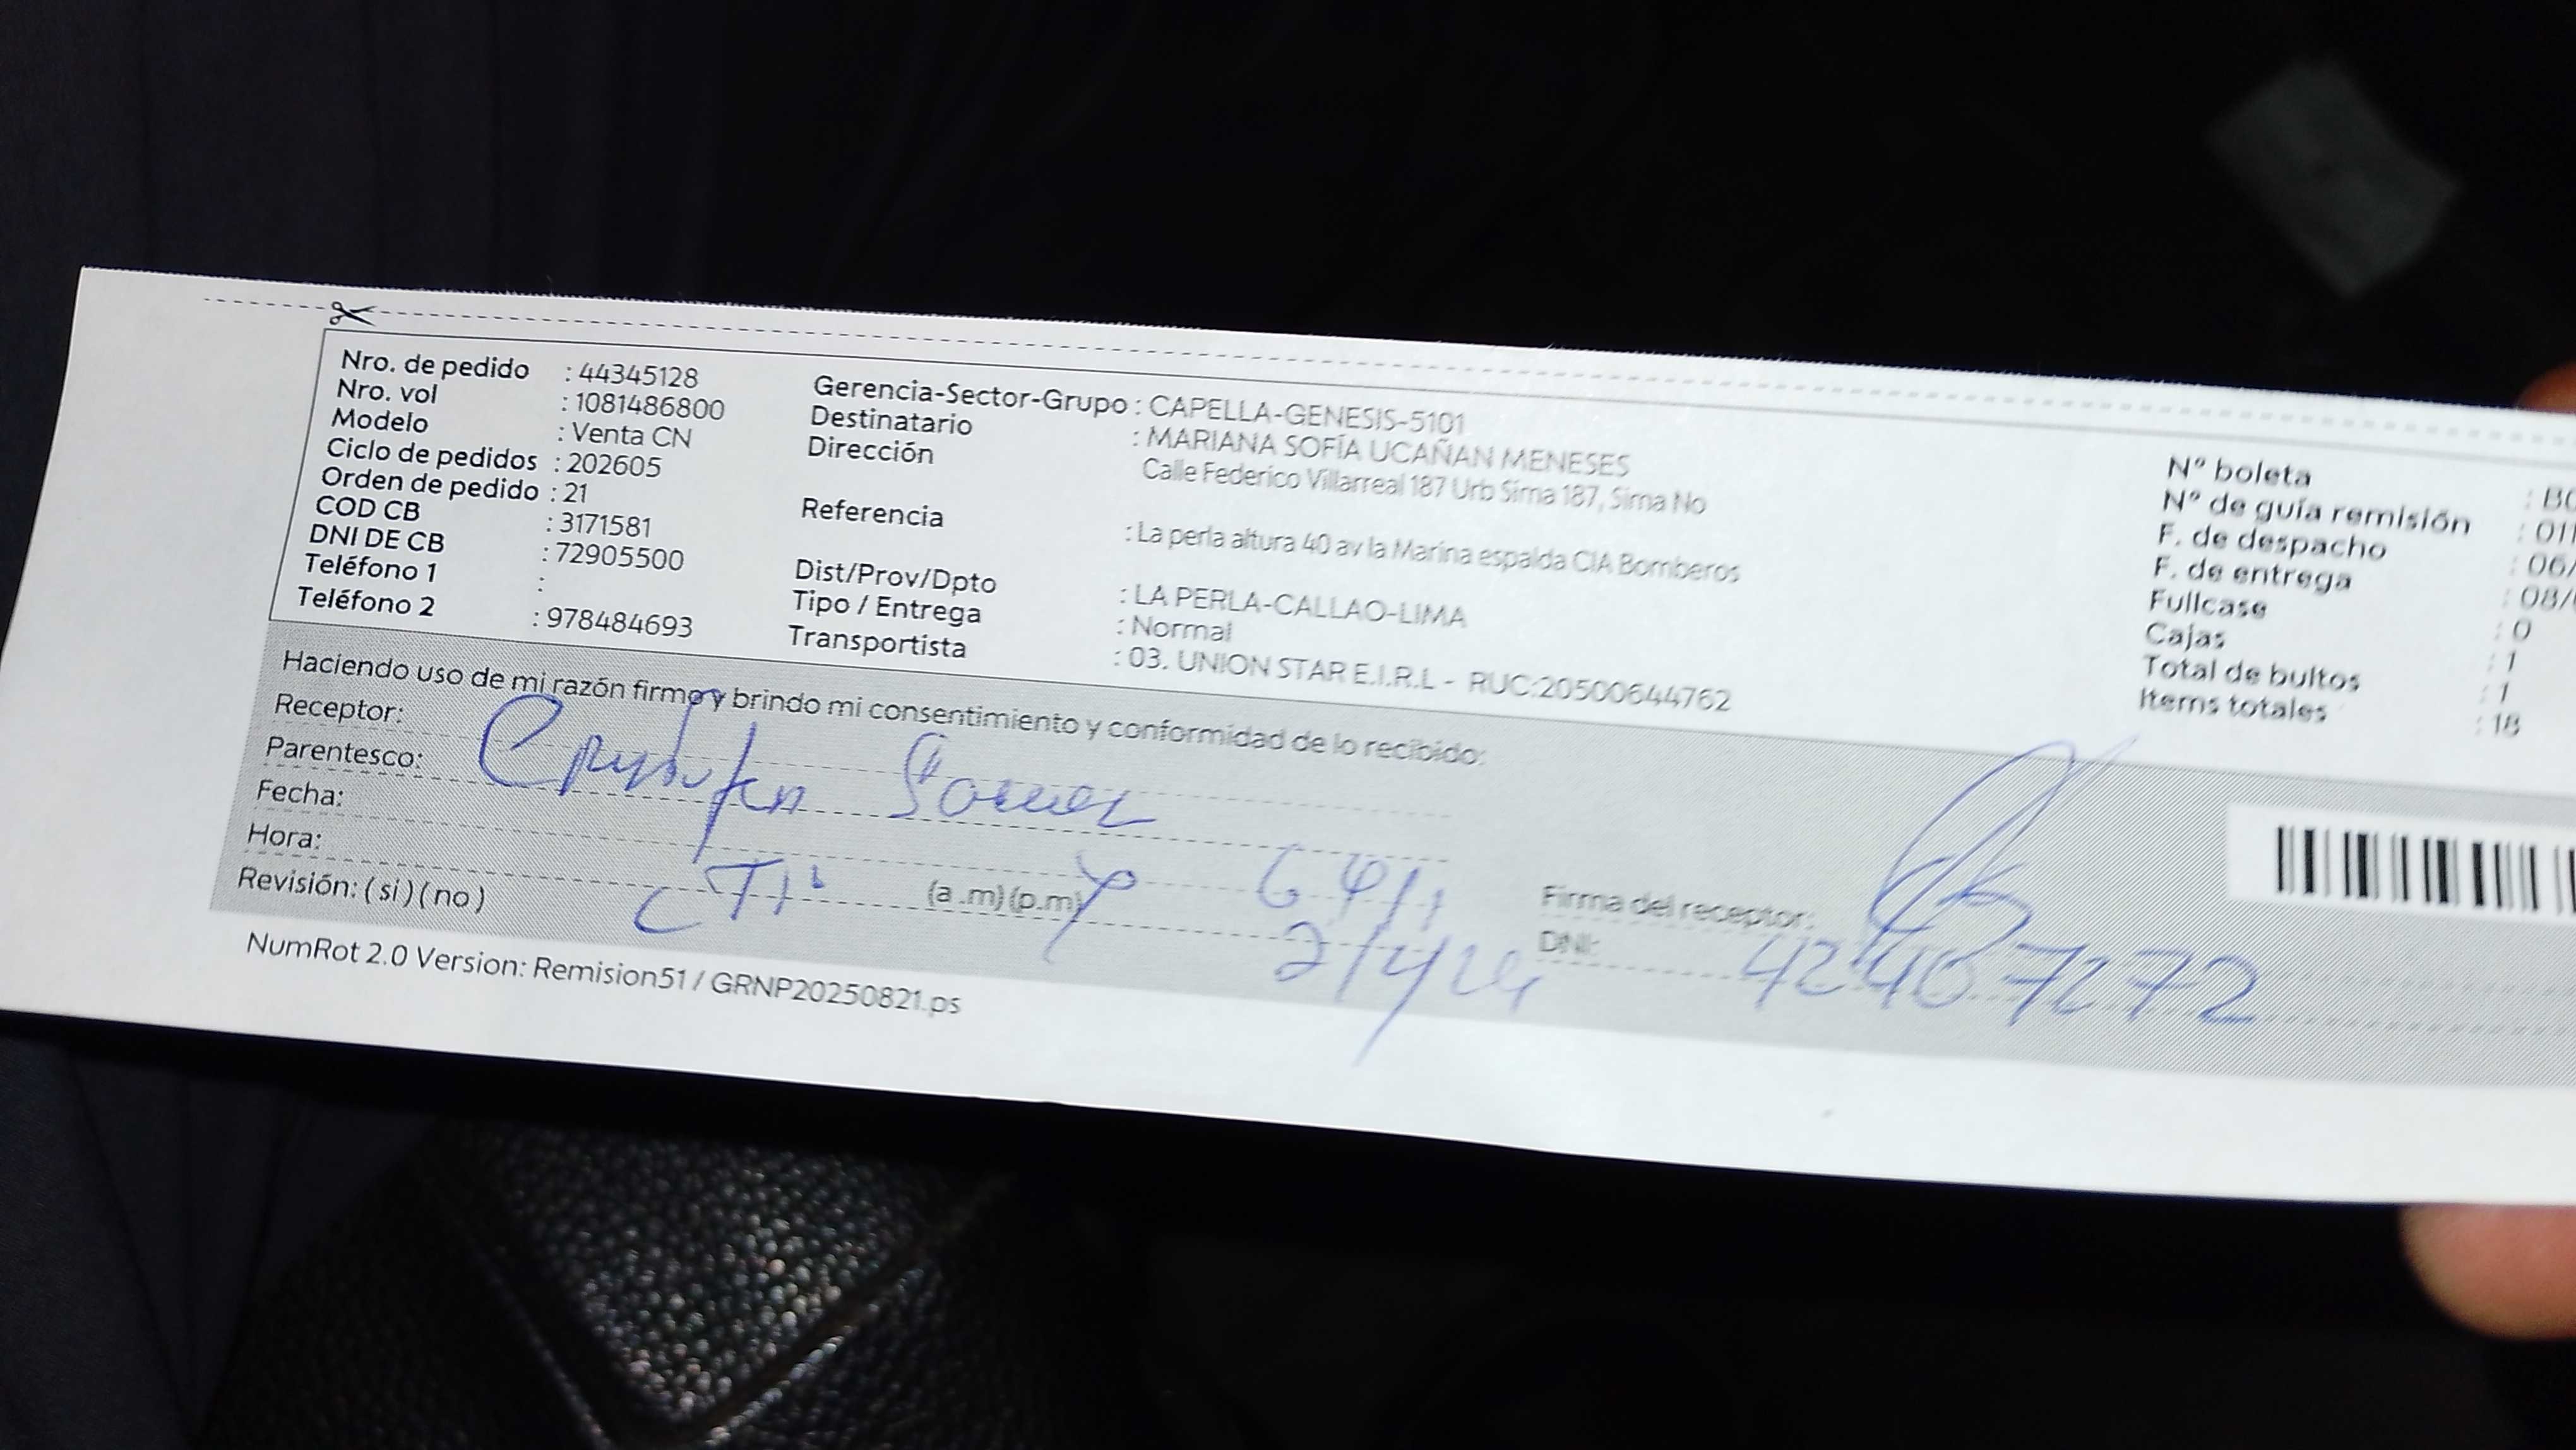 Nro. de pedido : 44345128
Nro. vol : 1081486800
Modelo : Venta CN
Ciclo de pedidos : 202605
Orden de pedido : 21
COD CB : 3171581
DNI DE CB : 72905500
Teléfono 1 :
Teléfono 2 : 978484693
Gerencia-Sector-Grupo : CAPELLA-GENESIS-5101
Destinatario : MARIANA SOFÍA UCAÑAN MENESES
Dirección Calle Federico Villarreal 187 Urb Sima 187, Sima No
Referencia : La perla altura 40 av la Marina espalda CIA Bomberos
Dist/Prov/Dpto : LA PERLA-CALLAO-LIMA
Tipo / Entrega : Normal
Transportista : 03. UNION STAR E.I.R.L - RUC:20500644762
N° boleta
N° de guía remisión
F. de despacho : 06/
F. de entrega : 08/
Fullcase : 0
Cajas : 1
Total de bultos : 1
Items totales : 18
Haciendo uso de mi razón firmo y brindo mi consentimiento y conformidad de lo recibido:
Receptor:
Parentesco:
Fecha:
Hora: (a .m) (p.m)
Revisión: ( si ) ( no )
Firma del receptor:
DNI:
NumRot 2.0 Version: Remision51 / GRNP20250821.ps